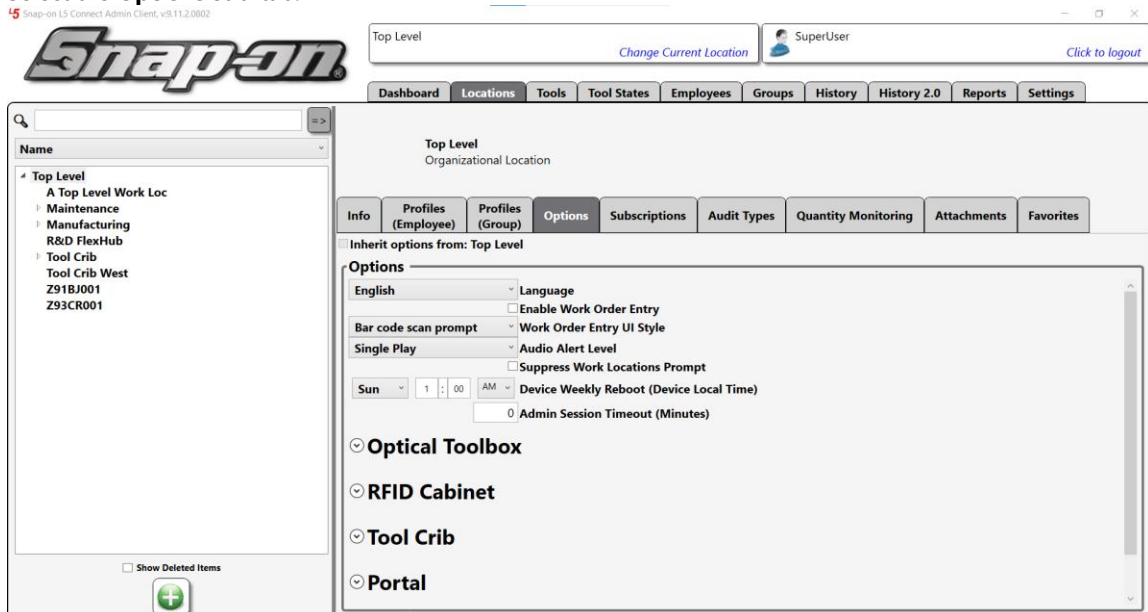 Snap-on L5 Connect Admin Client, v:9.11.2.0802
Snap-on
Top Level
Change Current Location
SuperUser
Click to logout
Dashboard Locations Tools Tool States Employees Groups History History 2.0 Reports Settings
=>
Name
Top Level
A Top Level Work Loc
Maintenance
Manufacturing
R&D FlexHub
Tool Crib
Tool Crib West
Z91BJ001
Z93CR001
Show Deleted Items
Top Level
Organizational Location
Info Profiles (Employee) Profiles (Group) Options Subscriptions Audit Types Quantity Monitoring Attachments Favorites
Inherit options from: Top Level
Options
English Language
Enable Work Order Entry
Bar code scan prompt Work Order Entry UI Style
Single Play Audio Alert Level
Suppress Work Locations Prompt
Sun 1 : 00 AM Device Weekly Reboot (Device Local Time)
0 Admin Session Timeout (Minutes)
Optical Toolbox
RFID Cabinet
Tool Crib
Portal